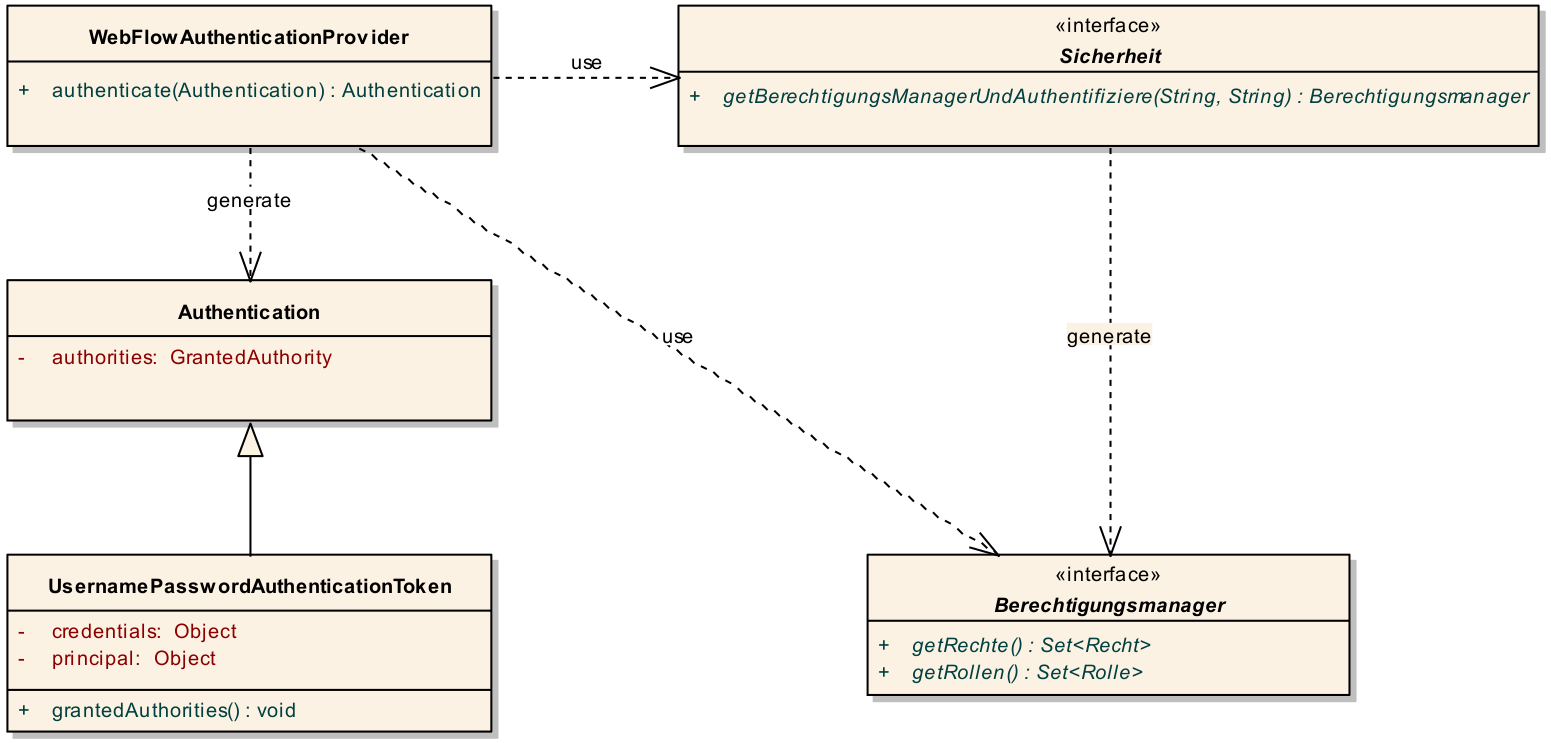 WebFlowAuthenticationProvider
+ authenticate(Authentication) : Authentication
use
«interface»
Sicherheit
+ getBerechtigungsManagerUndAuthentifiziere(String, String) : Berechtigungsmanager
generate
Authentication
- authorities: GrantedAuthority
use
generate
UsernamePasswordAuthenticationToken
- credentials: Object
- principal: Object
+ grantedAuthorities() : void
«interface»
Berechtigungsmanager
+ getRechte() : Set<Recht>
+ getRollen() : Set<Rolle>